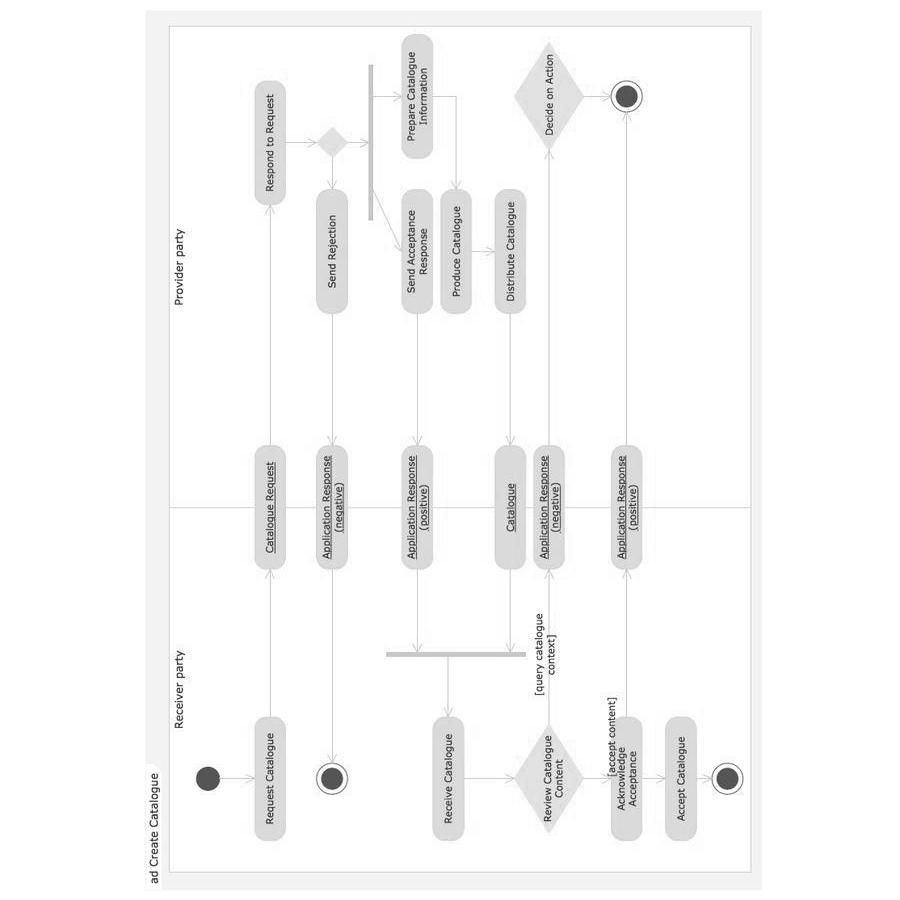 ad Create Catalogue
Receiver party
Provider party
Request Catalogue
Catalogue Request
Respond to Request
Application Response
(negative)
Send Rejection
Application Response
(positive)
Send Acceptance
Response
Prepare Catalogue
Information
Receive Catalogue
Produce Catalogue
Catalogue
Distribute Catalogue
Review Catalogue
Content
[query catalogue
context]
Application Response
(negative)
Decide on Action
[accept content]
Acknowledge
Acceptance
Application Response
(positive)
Accept Catalogue